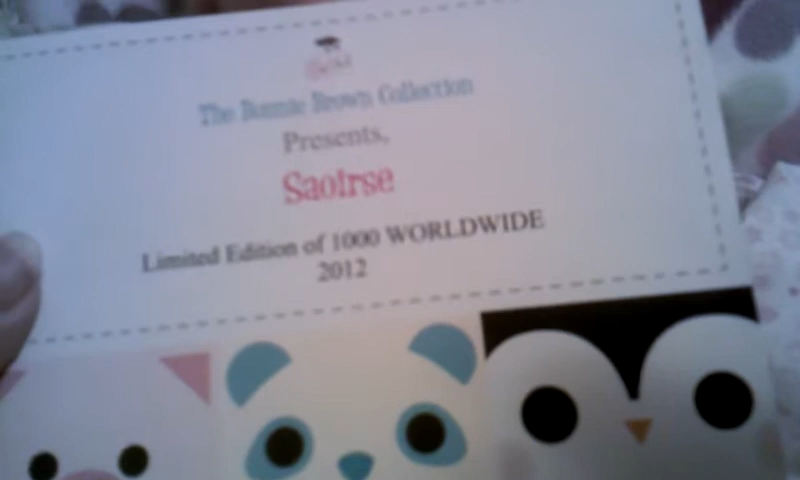 The Bonnie Brown Collection
Presents,
Saoirse
Limited Edition of 1000 WORLDWIDE
2012